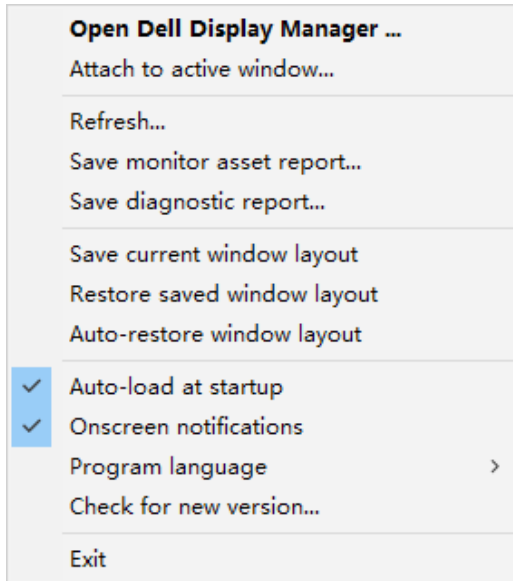 Open Dell Display Manager ...
Attach to active window...
Refresh...
Save monitor asset report...
Save diagnostic report...
Save current window layout
Restore saved window layout
Auto-restore window layout
Auto-load at startup
Onscreen notifications
Program language
Check for new version...
Exit